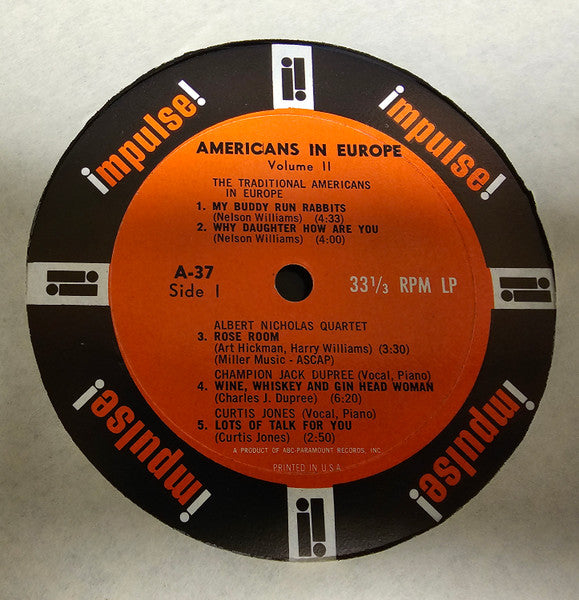 impulse!
impulse!
AMERICANS IN EUROPE
Volume II
THE TRADITIONAL AMERICANS
IN EUROPE
1. MY BUDDY RUN RABBITS
(Nelson Williams) (4:33)
2. WHY DAUGHTER HOW ARE YOU
(Nelson Williams) (4:00)
A-37
Side I
33 1/3 RPM LP
ALBERT NICHOLAS QUARTET
3. ROSE ROOM
(Art Hickman, Harry Williams) (3:30)
(Miller Music - ASCAP)
CHAMPION JACK DUPREE (Vocal, Piano)
4. WINE, WHISKEY AND GIN HEAD WOMAN
(Charles J. Dupree) (6:20)
CURTIS JONES (Vocal, Piano)
5. LOTS OF TALK FOR YOU
(Curtis Jones) (2:50)
A PRODUCT OF ABC-PARAMOUNT RECORDS, INC.
PRINTED IN U.S.A.
impulse!
impulse!